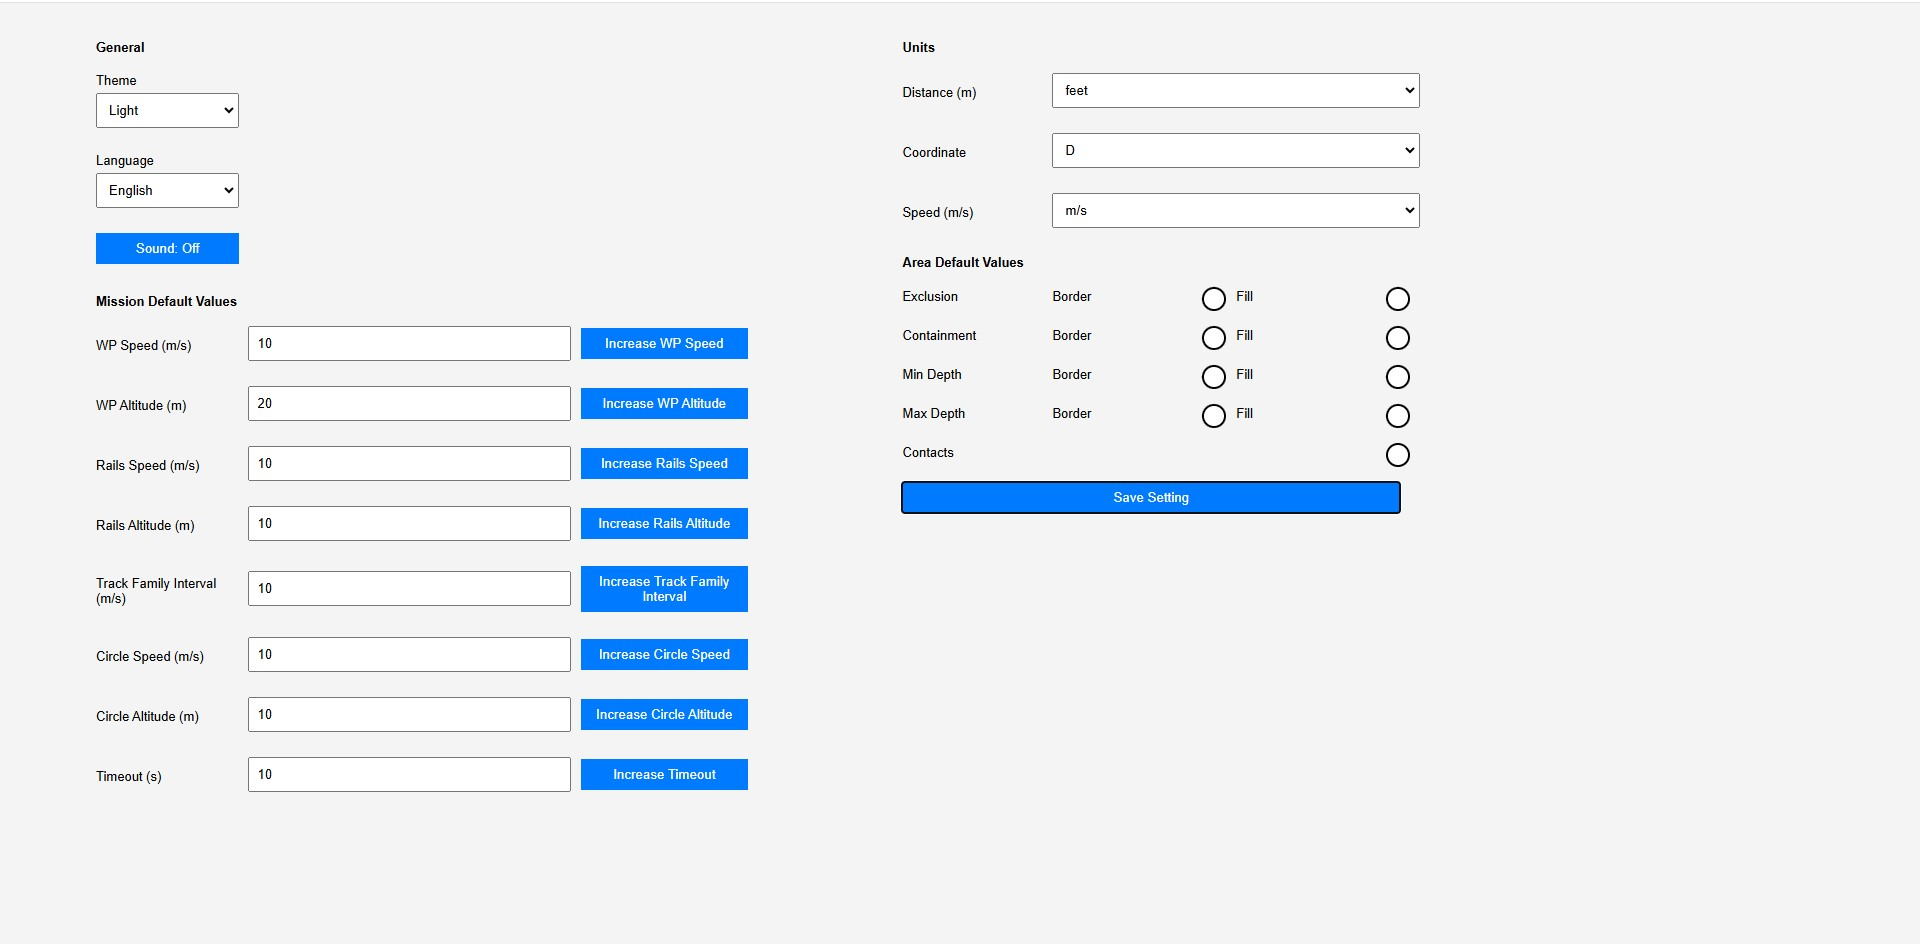 General
Theme
Light
Language
English
Sound: Off
Mission Default Values
WP Speed (m/s) 10 Increase WP Speed
WP Altitude (m) 20 Increase WP Altitude
Rails Speed (m/s) 10 Increase Rails Speed
Rails Altitude (m) 10 Increase Rails Altitude
Track Family Interval
(m/s)
10
Increase Track Family
Interval
Circle Speed (m/s) 10 Increase Circle Speed
Circle Altitude (m) 10 Increase Circle Altitude
Timeout (s) 10 Increase Timeout
Units
Distance (m) feet
Coordinate D
Speed (m/s) m/s
Area Default Values
Exclusion Border Fill
Containment Border Fill
Min Depth Border Fill
Max Depth Border Fill
Contacts
Save Setting